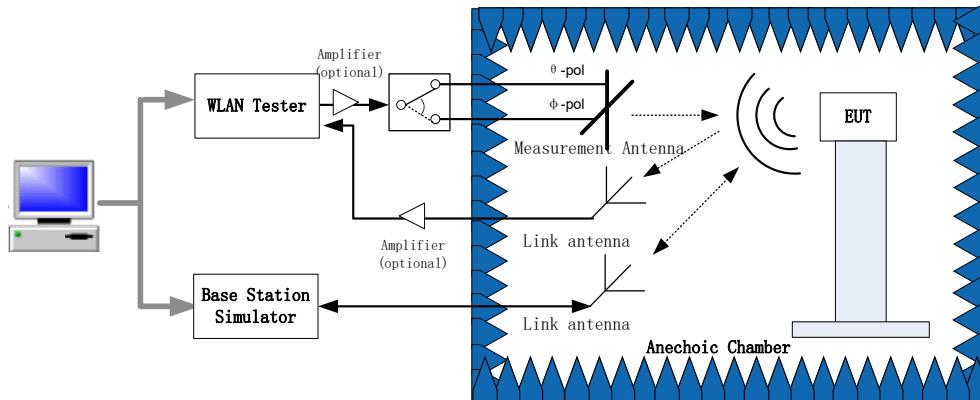 Amplifier
(optional)
WLAN Tester
θ-pol
Φ-pol
EUT
Measurement Antenna
Amplifier
(optional)
Link antenna
Base Station
Simulator
Link antenna
Anechoic Chamber